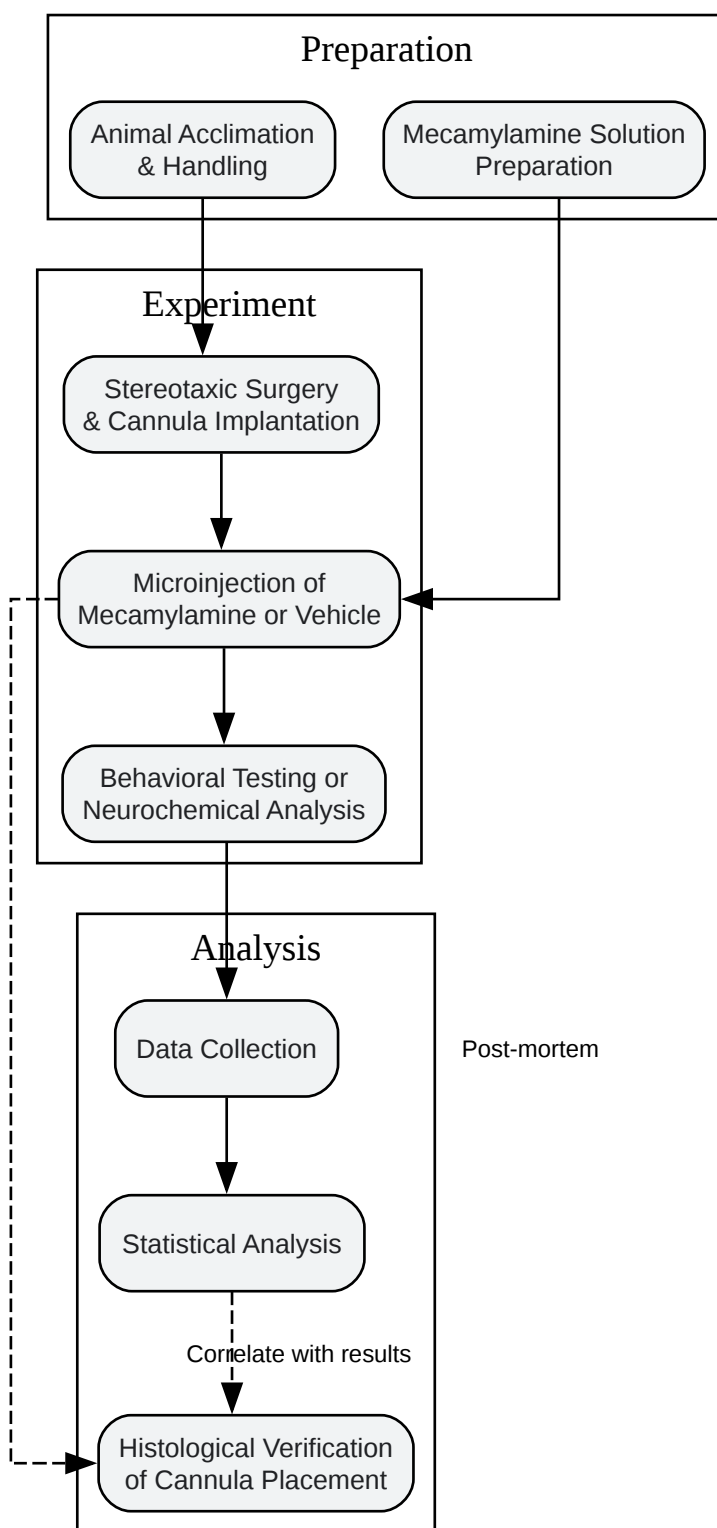 Preparation
Animal Acclimation
& Handling
Mecamylamine Solution
Preparation
Experiment
Stereotaxic Surgery
& Cannula Implantation
Microinjection of
Mecamylamine or Vehicle
Behavioral Testing or
Neurochemical Analysis
Analysis
Data Collection
Post-mortem
Statistical Analysis
Correlate with results
Histological Verification
of Cannula Placement